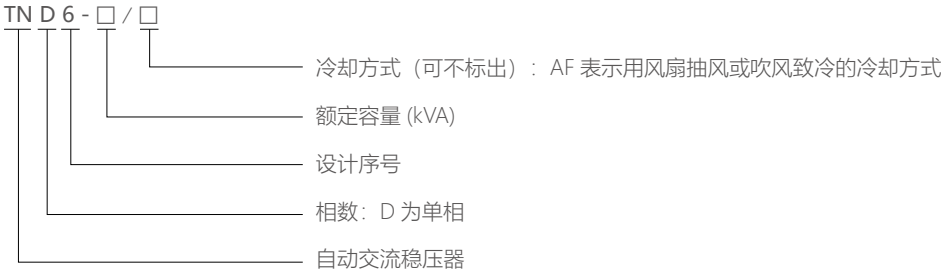 TN D 6 - □ / □
冷却方式（可不标出）: AF 表示用风扇抽风或吹风致冷的冷却方式
额定容量 (kVA)
设计序号
相数: D 为单相
自动交流稳压器